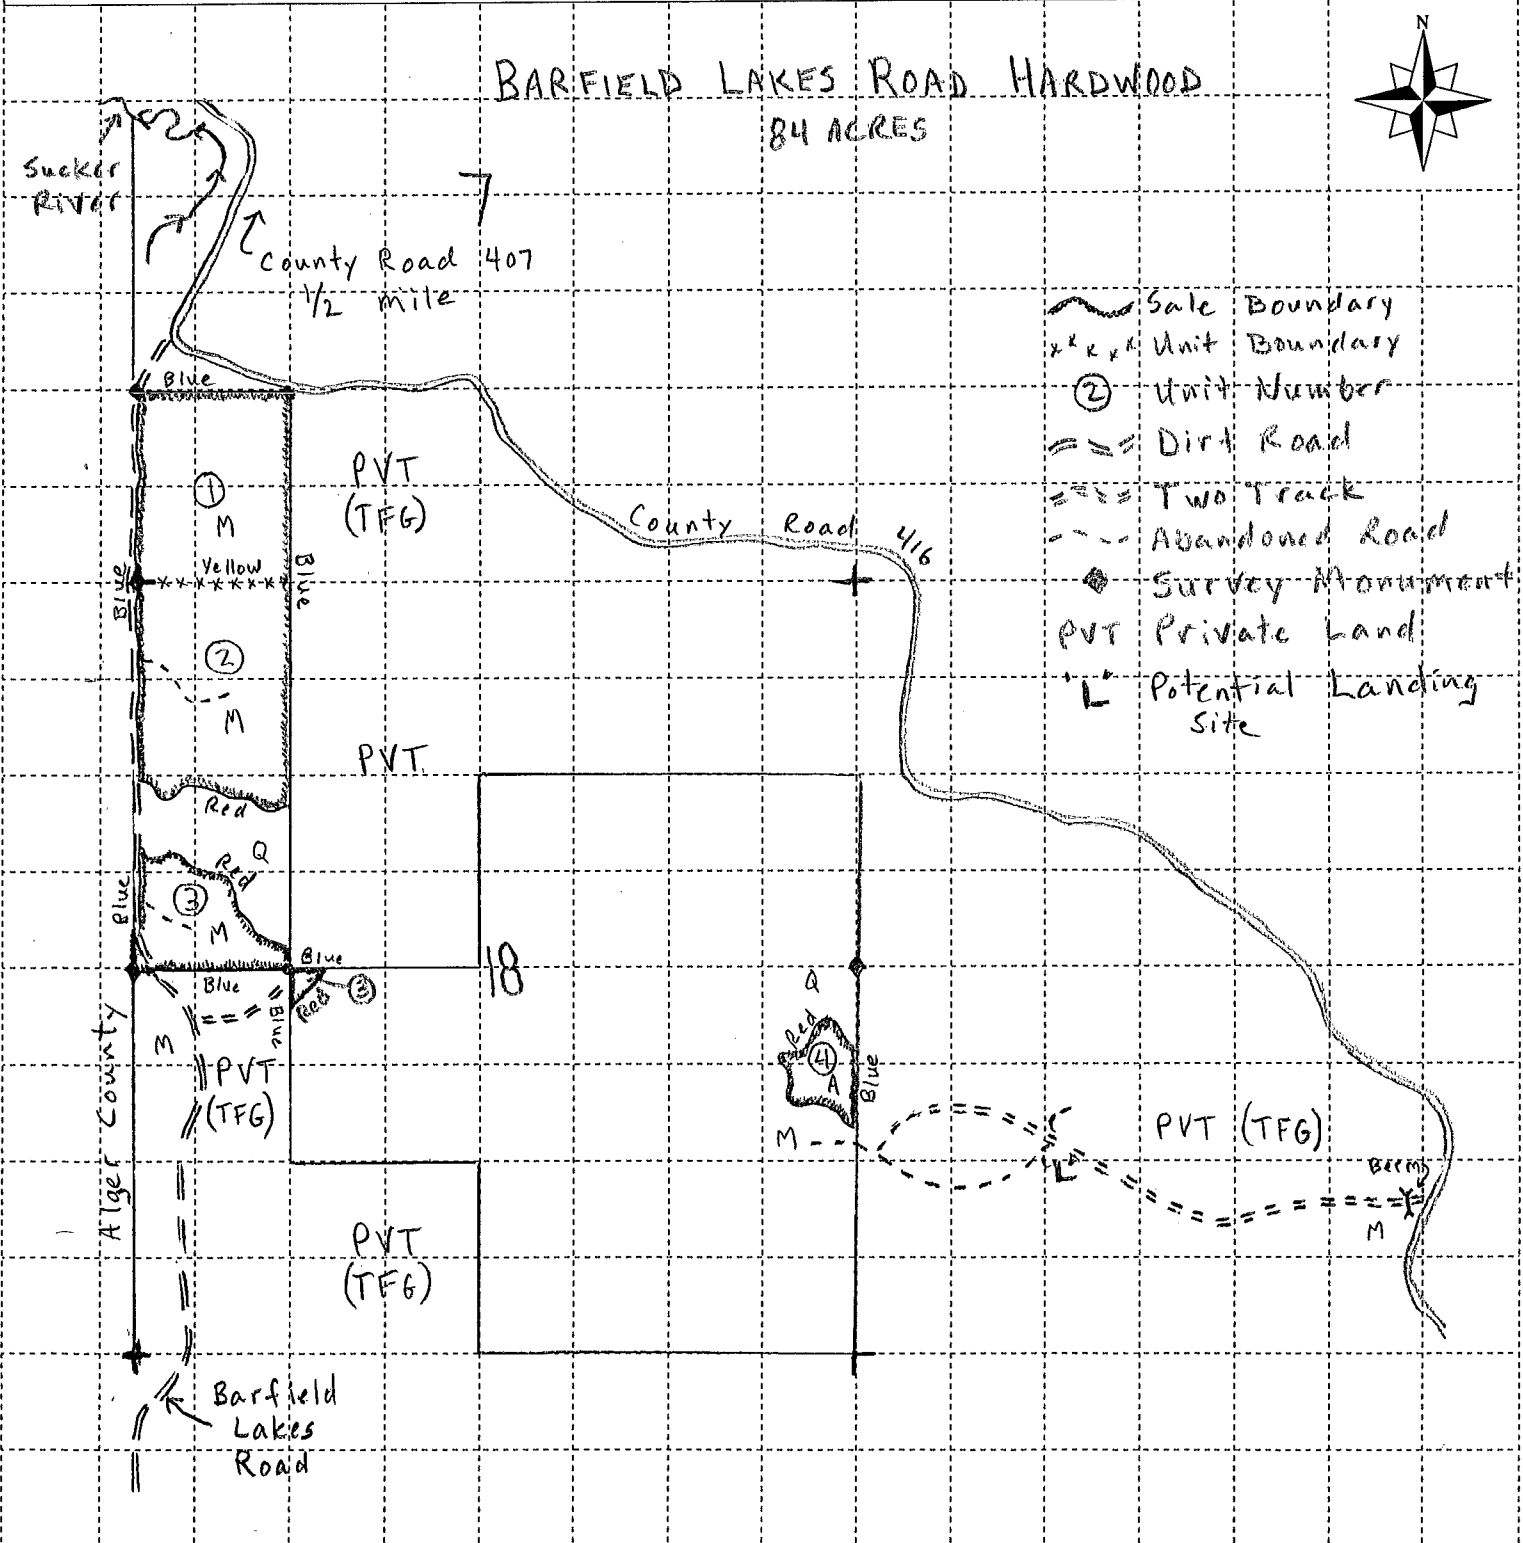 N
BARFIELD LAKES ROAD HARDWOOD
84 ACRES
Sucker
River
7
County Road 407
1/2 mile
Sale Boundary
x x x x x Unit Boundary
② Unit Number
Dirt Road
Two Track
Abandoned Road
Survey Monument
PVT Private Land
"L" Potential Landing
Site
Blue
①
M
PVT
(TFG)
County Road 416
Yellow
Blue
Blue
②
M
PVT
Red
Q
Red
③
Blue
M
Blue
Blue
18
③
Red
Blue
M
PVT
(TFG)
Alger County
Q
Red
④
A
Blue
M
"L"
PVT (TFG)
Berm
M
PVT
(TFG)
Barfield
Lakes
Road